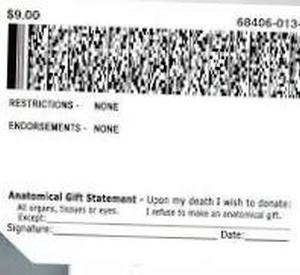 $9.00
68406-013-
RESTRICTIONS - NONE
ENDORSEMENTS - NONE
Anatomical Gift Statement - Upon my death I wish to donate:
All organs, tissues or eyes. I refuse to make an anatomical gift.
Except:
Signature: Date: